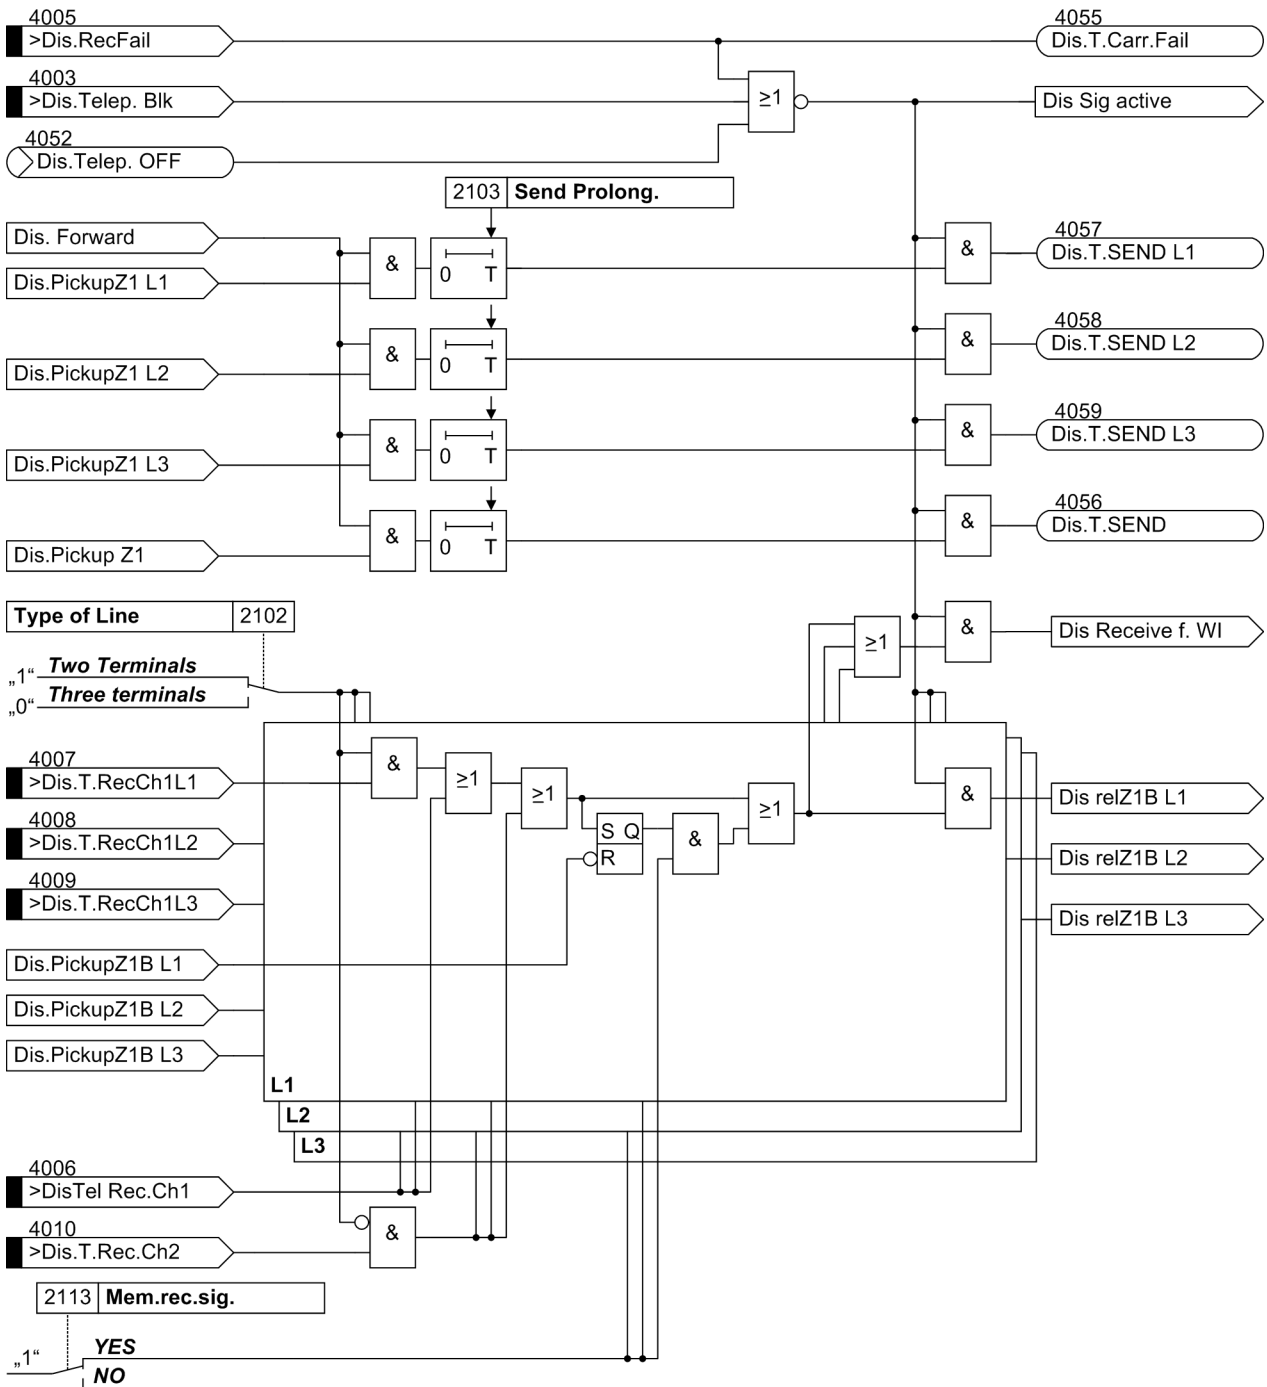 4005
>Dis.RecFail
4055
Dis.T.Carr.Fail
4003
>Dis.Telep. Blk
≥1
Dis Sig active
4052
Dis.Telep. OFF
2103 Send Prolong.
Dis. Forward
Dis.PickupZ1 L1
&
0 T
&
4057
Dis.T.SEND L1
Dis.PickupZ1 L2
&
0 T
&
4058
Dis.T.SEND L2
Dis.PickupZ1 L3
&
0 T
&
4059
Dis.T.SEND L3
Dis.Pickup Z1
&
0 T
&
4056
Dis.T.SEND
Type of Line 2102
≥1
&
Dis Receive f. WI
„1“ Two Terminals
„0“ Three terminals
4007
>Dis.T.RecCh1L1
&
≥1
≥1
S Q
R
&
≥1
&
Dis relZ1B L1
4008
>Dis.T.RecCh1L2
Dis relZ1B L2
4009
>Dis.T.RecCh1L3
Dis relZ1B L3
Dis.PickupZ1B L1
Dis.PickupZ1B L2
Dis.PickupZ1B L3
L1
L2
L3
4006
>DisTel Rec.Ch1
4010
>Dis.T.Rec.Ch2
&
2113 Mem.rec.sig.
„1“
YES
NO